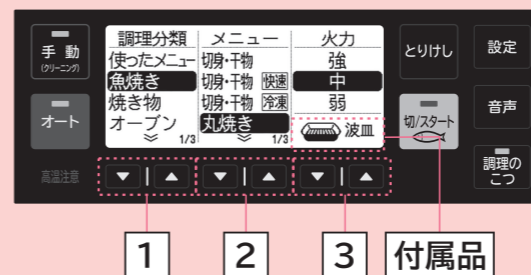 手動
(クリーニング)
オート
高温注意
調理分類
使ったメニュー
魚焼き
焼き物
オーブン
1/3
メニュー
切身・干物
切身・干物 快速
切身・干物 冷凍
丸焼き
1/3
火力
強
中
弱
波皿
とりけし
切/スタート
設定
音声
調理の
こつ
▼ | ▲
▼ | ▲
▼ | ▲
1
2
3
付属品